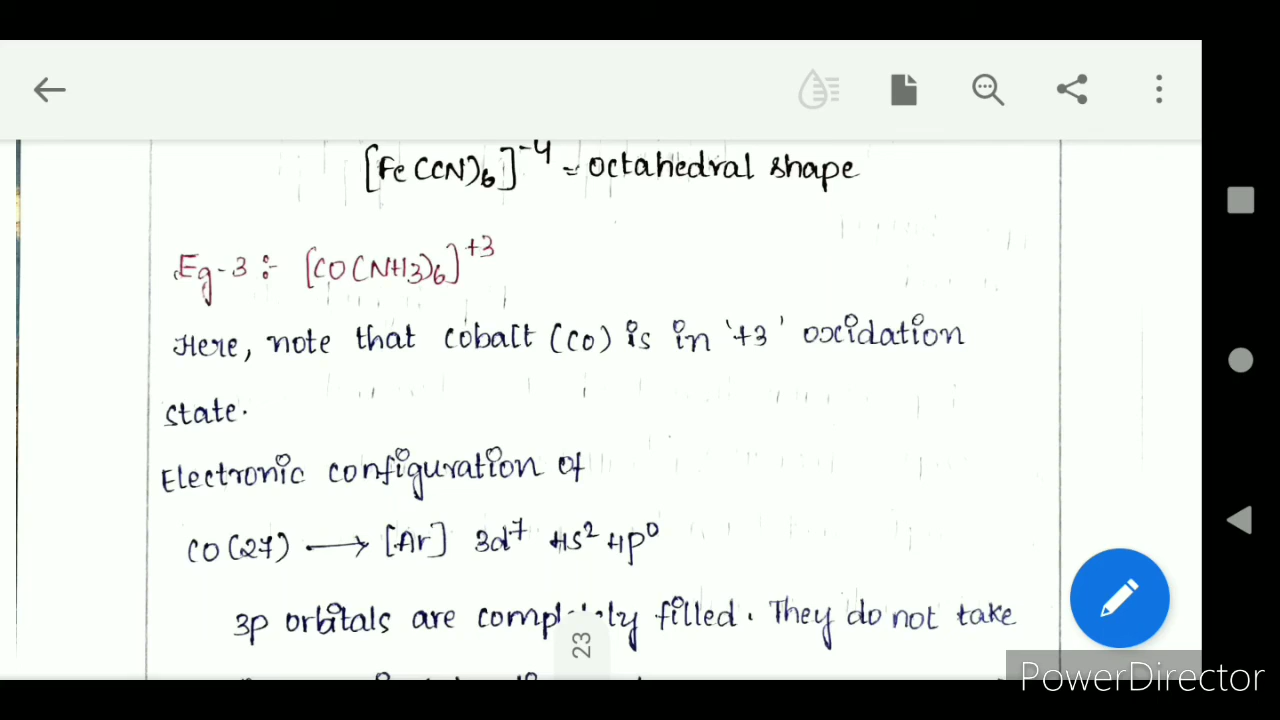 [Fe(CN)6]-4 = octahedral shape
Eg-3 :- [CO(NH3)6]+3
Here, note that cobalt (CO) is in '+3' oxidation
state.
Electronic configuration of
CO(27) → [Ar] 3d7 4s2 4p0
3p orbitals are completely filled. They do not take
23
PowerDirector